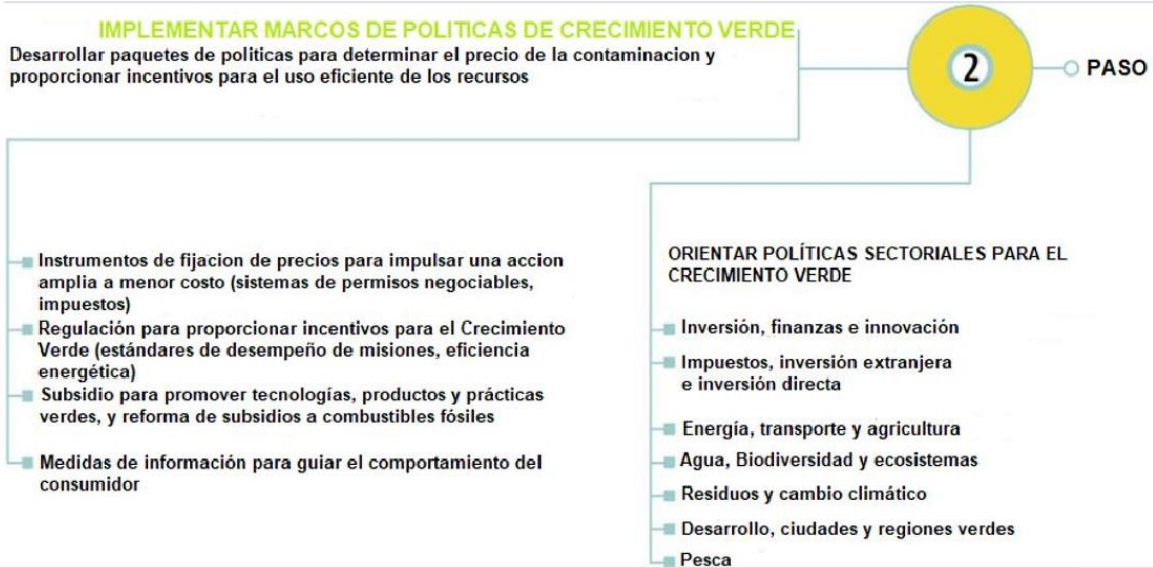 IMPLEMENTAR MARCOS DE POLITICAS DE CRECIMIENTO VERDE
Desarrollar paquetes de politicas para determinar el precio de la contaminacion y
proporcionar incentivos para el uso eficiente de los recursos
2
PASO
Instrumentos de fijacion de precios para impulsar una accion
amplia a menor costo (sistemas de permisos negociables,
impuestos)
Regulación para proporcionar incentivos para el Crecimiento
Verde (estándares de desempeño de misiones, eficiencia
energética)
Subsidio para promover tecnologías, productos y prácticas
verdes, y reforma de subsidios a combustibles fósiles
Medidas de información para guiar el comportamiento del
consumidor
ORIENTAR POLÍTICAS SECTORIALES PARA EL
CRECIMIENTO VERDE
Inversión, finanzas e innovación
Impuestos, inversión extranjera
e inversión directa
Energía, transporte y agricultura
Agua, Biodiversidad y ecosistemas
Residuos y cambio climático
Desarrollo, ciudades y regiones verdes
Pesca